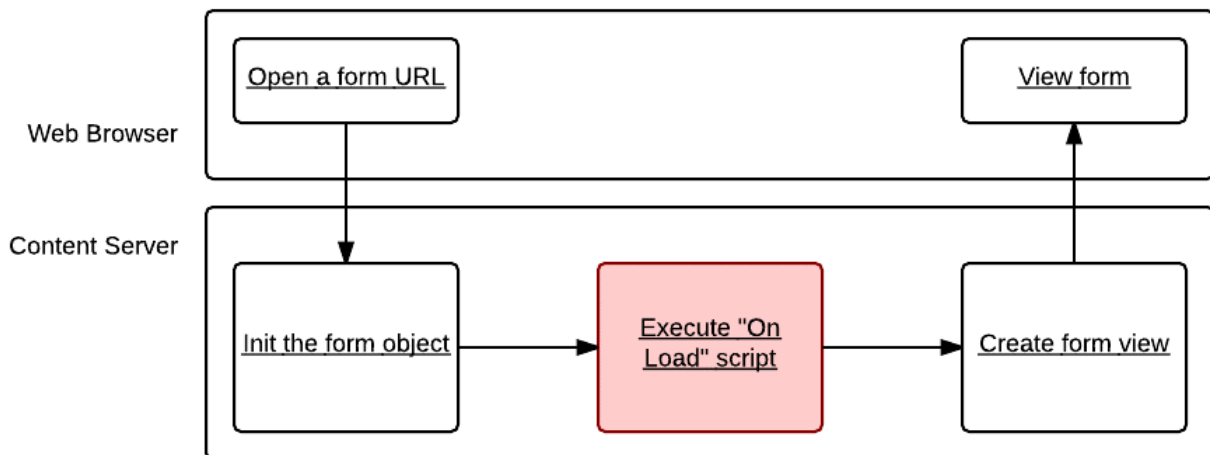 Open a form URL
View form
Web Browser
Content Server
Init the form object
Execute "On
Load" script
Create form view